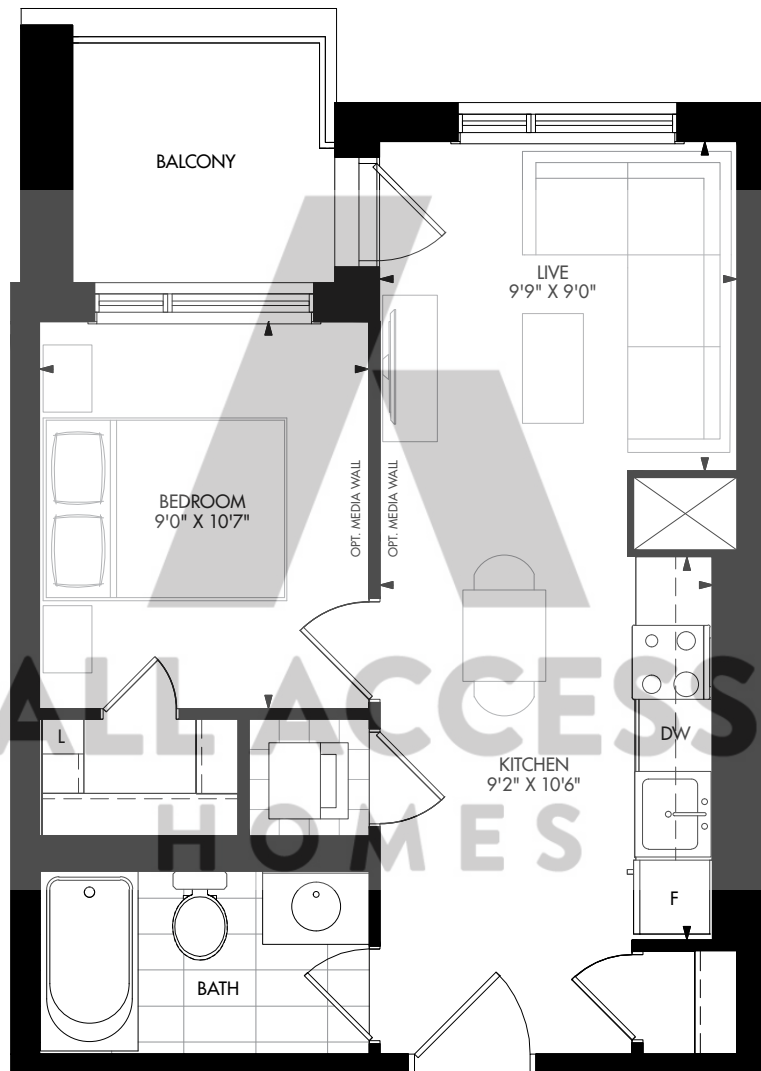 BALCONY
LIVE
9'9" X 9'0"
BEDROOM
9'0" X 10'7"
OPT. MEDIA WALL
OPT. MEDIA WALL
ALL ACCESS
HOMES
L
DW
KITCHEN
9'2" X 10'6"
F
BATH